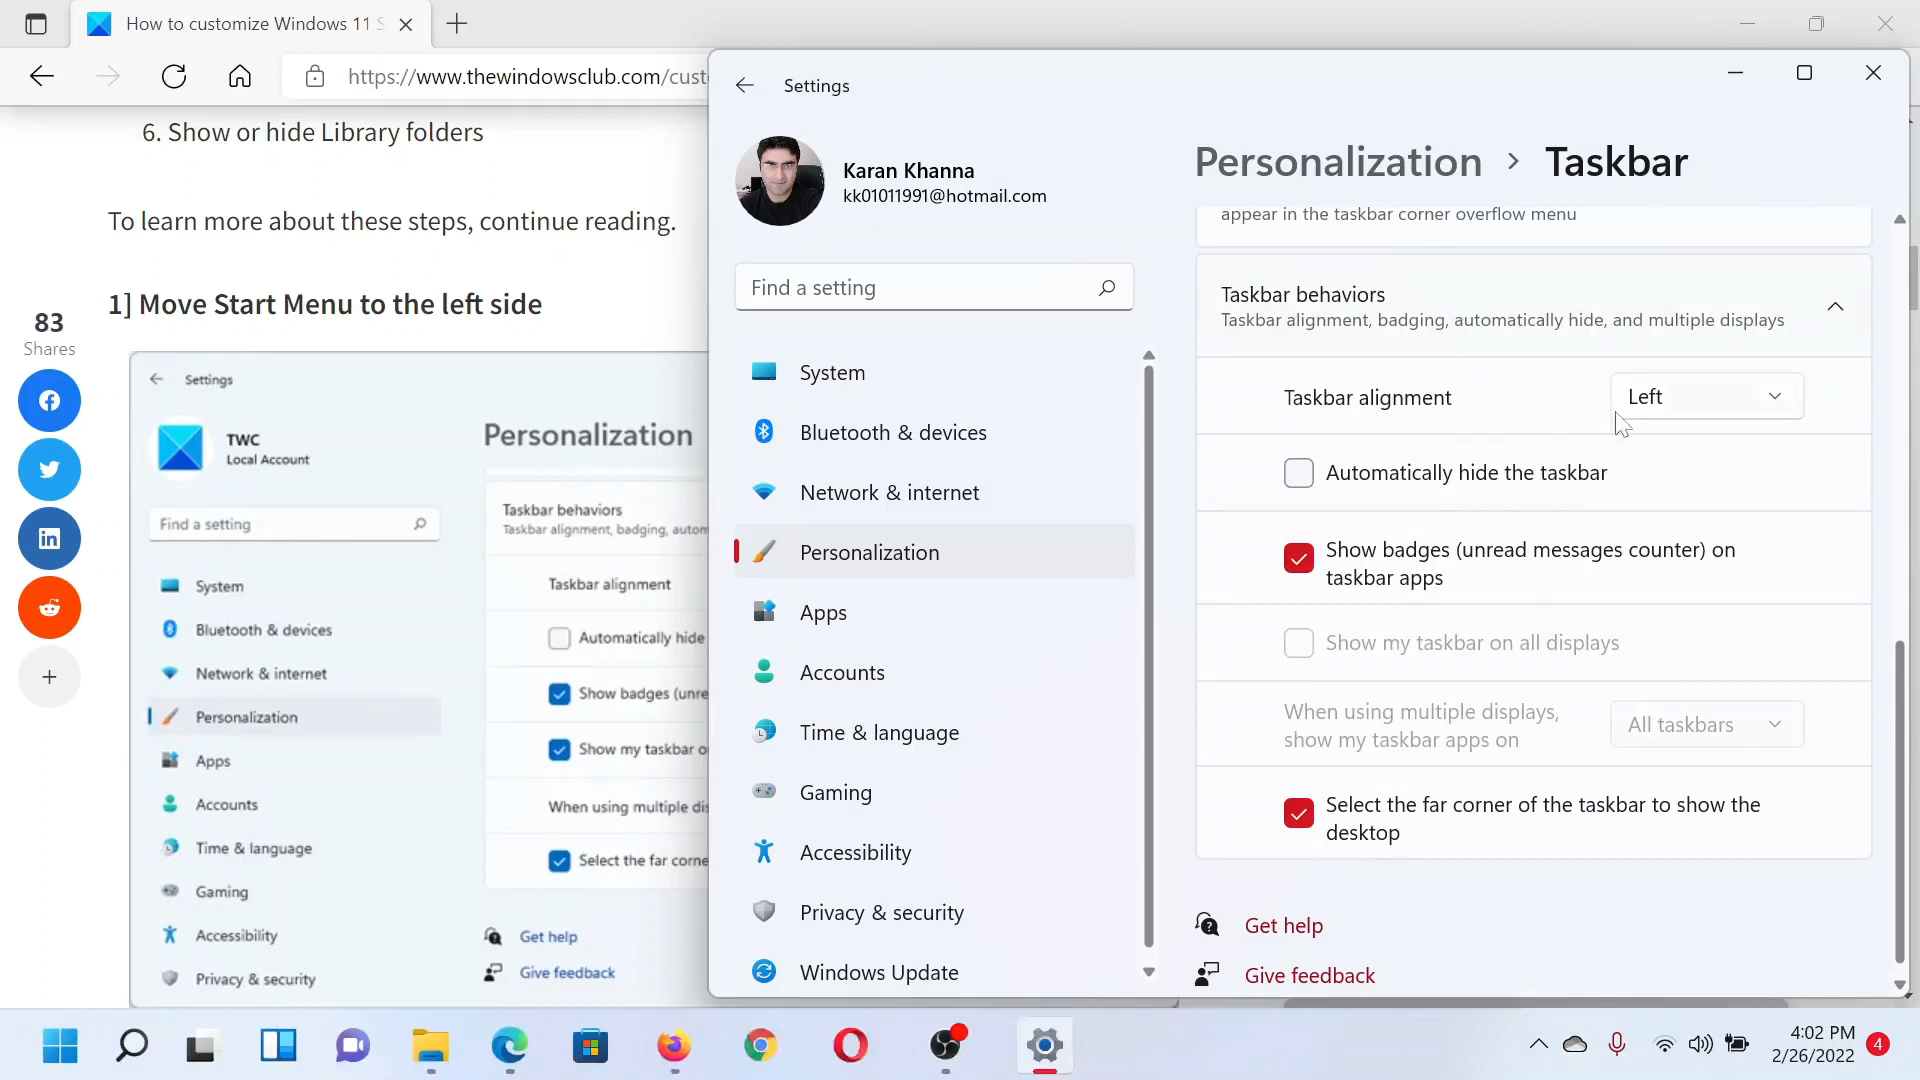 How to customize Windows 11 S
https://www.thewindowsclub.com/cust
6. Show or hide Library folders
To learn more about these steps, continue reading.
1] Move Start Menu to the left side
83
Shares
Settings
TWC
Local Account
Find a setting
System
Bluetooth & devices
Network & internet
Personalization
Apps
Accounts
Time & language
Gaming
Accessibility
Privacy & security
Personalization
Taskbar behaviors
Taskbar alignment, badging, autom
Taskbar alignment
Automatically hide
Show badges (unre
Show my taskbar o
When using multiple dis
Select the far corne
Get help
Give feedback
Settings
Karan Khanna
kk01011991@hotmail.com
Find a setting
System
Bluetooth & devices
Network & internet
Personalization
Apps
Accounts
Time & language
Gaming
Accessibility
Privacy & security
Windows Update
Personalization > Taskbar
appear in the taskbar corner overflow menu
Taskbar behaviors
Taskbar alignment, badging, automatically hide, and multiple displays
Taskbar alignment
Left
Automatically hide the taskbar
Show badges (unread messages counter) on
taskbar apps
Show my taskbar on all displays
When using multiple displays,
show my taskbar apps on
All taskbars
Select the far corner of the taskbar to show the
desktop
Get help
Give feedback
4:02 PM
2/26/2022
4